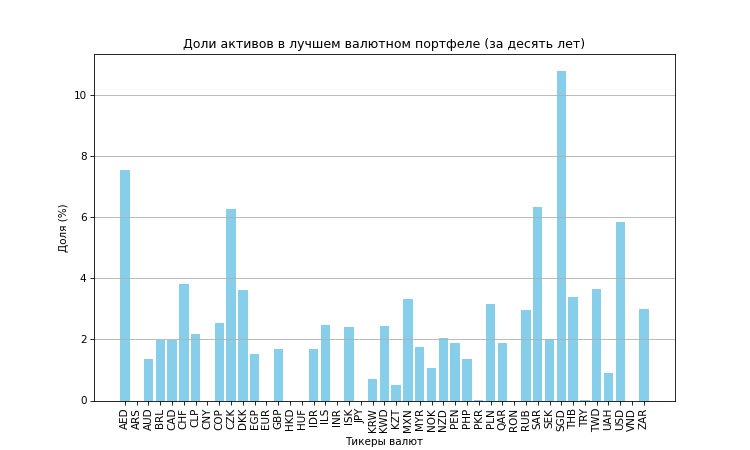 Доли активов в лучшем валютном портфеле (за десять лет)
Доля (%)
10
8
6
4
2
0
AED ARS AUD BRL CAD CHF CLP CNY COP CZK DKK EGP EUR GBP HKD HUF IDR ILS INR ISK JPY KRW KWD KZT MXN MYR NOK NZD PEN PHP PKR PLN QAR RON RUB SAR SEK SGD THB TRY TWD UAH USD VND ZAR
Тикеры валют